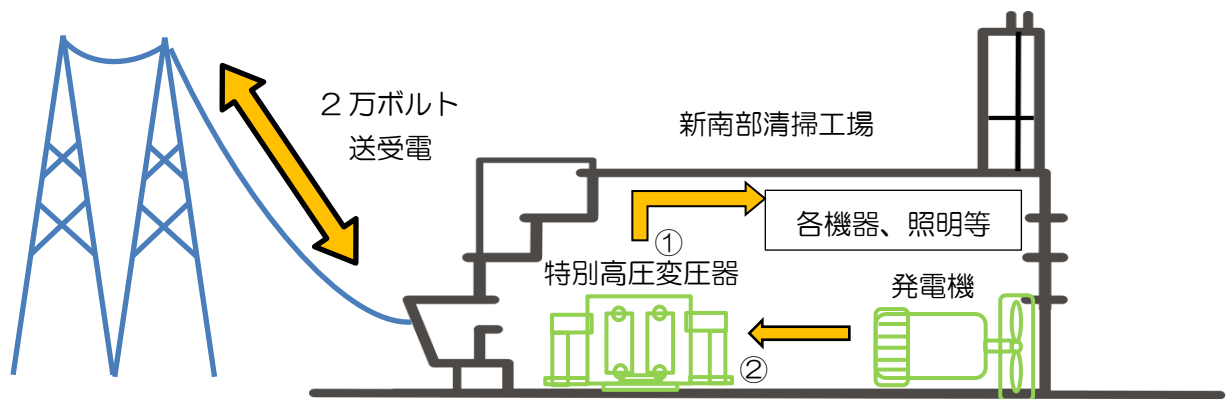 ２万ボルト
送受電
新南部清掃工場
各機器、照明等
①
特別高圧変圧器
発電機
②